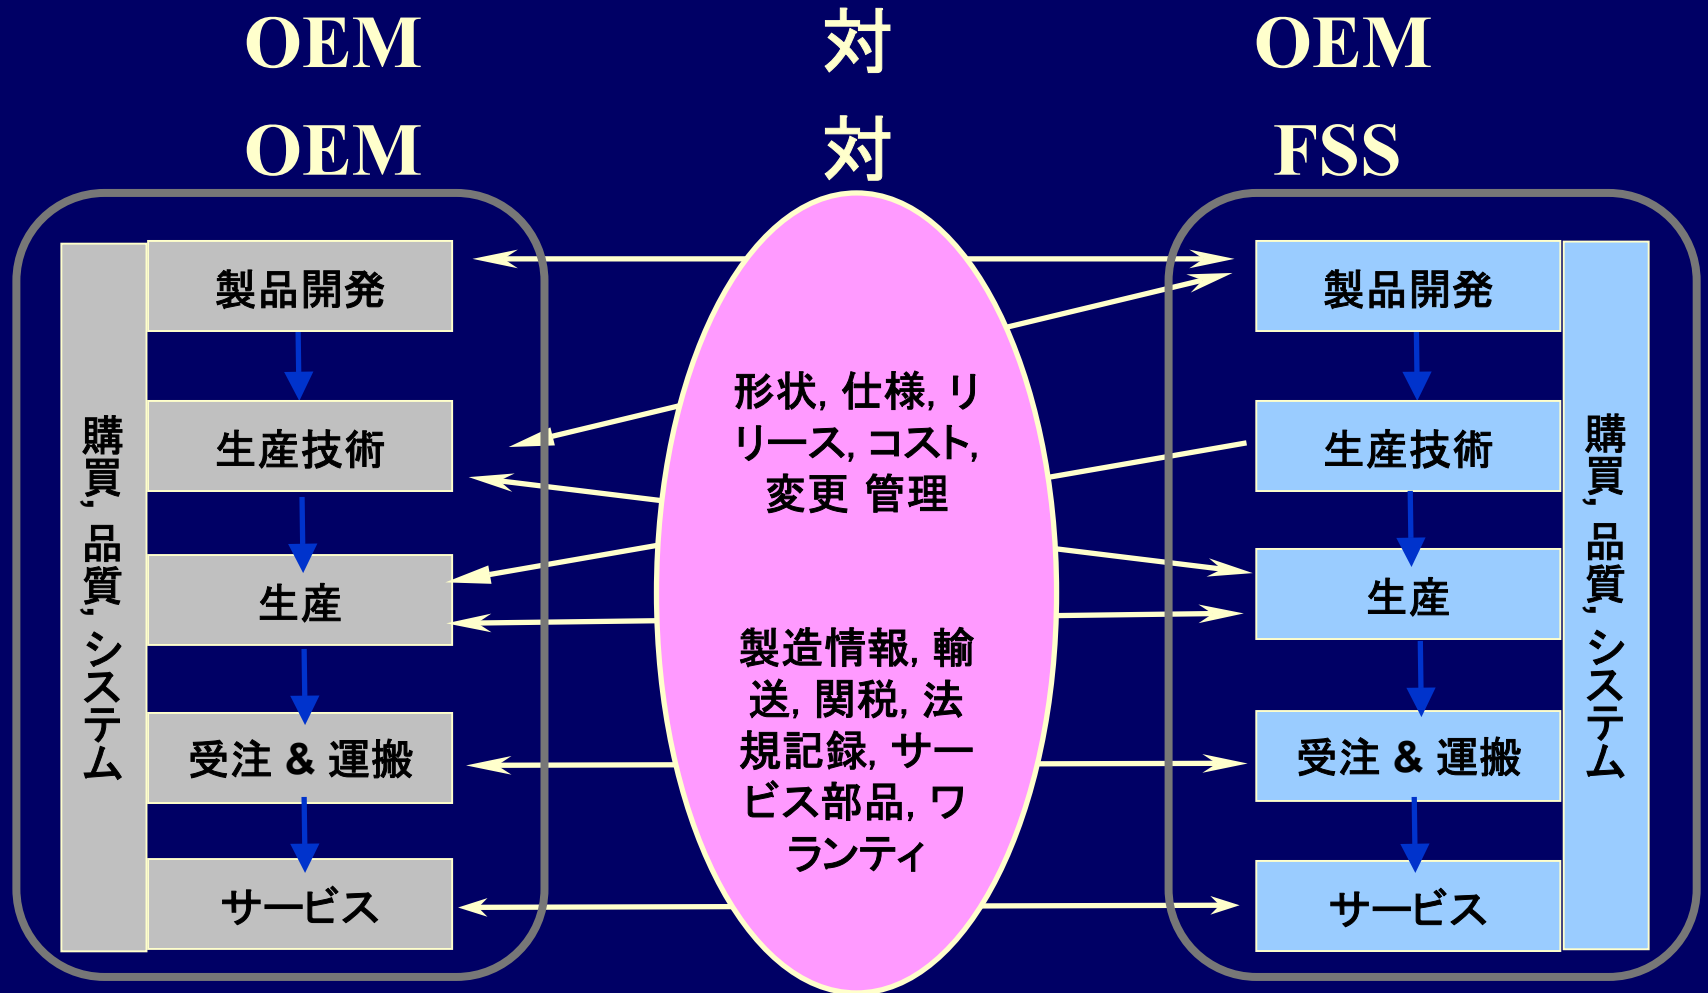 OEM 対 OEM
OEM 対 FSS
購買, 品質, システム
製品開発
生産技術
生産
受注 & 運搬
サービス
形状, 仕様, リ
リース, コスト,
変更 管理
製造情報, 輸
送, 関税, 法
規記録, サー
ビス部品, ワ
ランティ
製品開発
生産技術
生産
受注 & 運搬
サービス
購買, 品質, システム